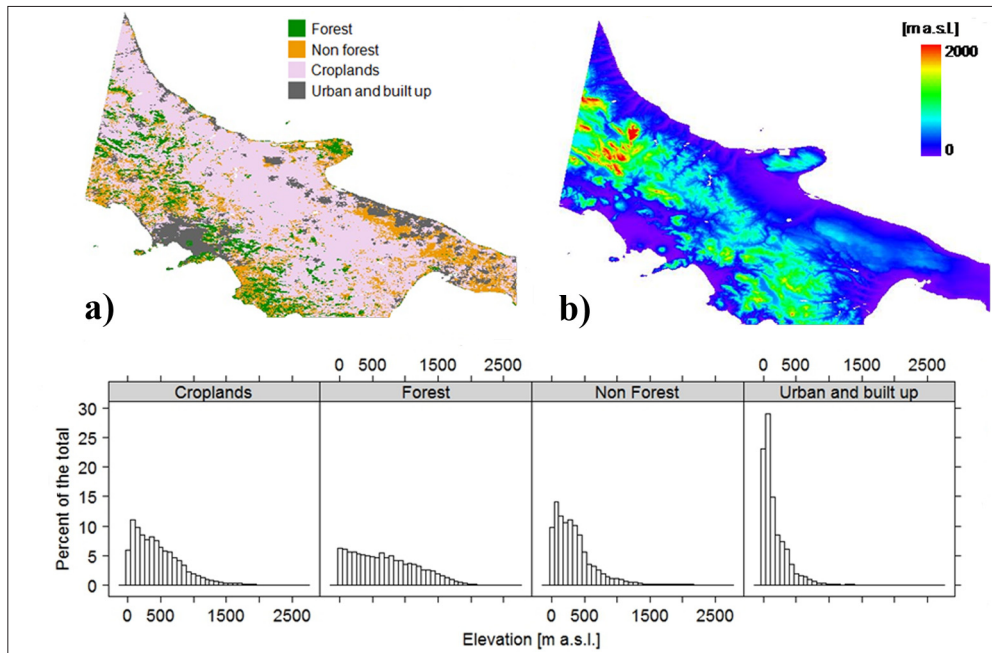 Forest
Non forest
Croplands
Urban and built up
a)
[m a.s.l.]
2000
0
b)
0 500 1500 2500 0 500 1500 2500
Croplands Forest Non Forest Urban and built up
Percent of the total
30
25
20
15
10
5
0
0 500 1500 2500 0 500 1500 2500
Elevation [m a.s.l.]